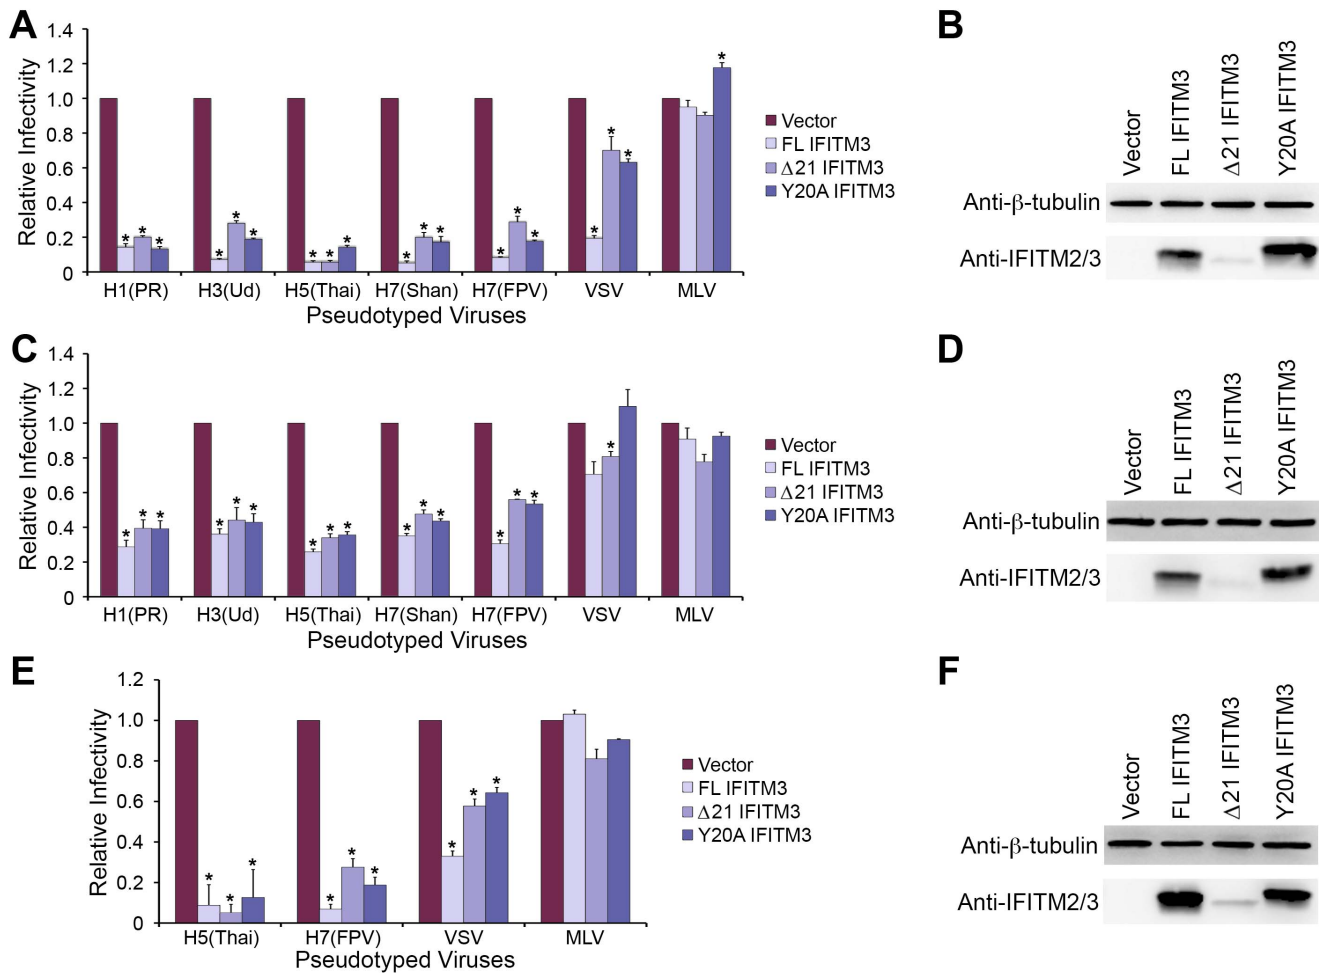 A
1.4
1.2
1.0
0.8
0.6
0.4
0.2
0
Relative Infectivity
* * * * * * * * * * * * * * * * * *
H1(PR) H3(Ud) H5(Thai) H7(Shan) H7(FPV) VSV MLV
Pseudotyped Viruses
Vector
FL IFITM3
Δ21 IFITM3
Y20A IFITM3
B
Vector
FL IFITM3
Δ21 IFITM3
Y20A IFITM3
Anti-β-tubulin
Anti-IFITM2/3
C
1.4
1.2
1.0
0.8
0.6
0.4
0.2
0
Relative Infectivity
* * * * * * * * * * * * * * * *
H1(PR) H3(Ud) H5(Thai) H7(Shan) H7(FPV) VSV MLV
Pseudotyped Viruses
Vector
FL IFITM3
Δ21 IFITM3
Y20A IFITM3
D
Vector
FL IFITM3
Δ21 IFITM3
Y20A IFITM3
Anti-β-tubulin
Anti-IFITM2/3
E
1.2
1.0
0.8
0.6
0.4
0.2
0
Relative Infectivity
* * * * * * * * *
H5(Thai) H7(FPV) VSV MLV
Pseudotyped Viruses
Vector
FL IFITM3
Δ21 IFITM3
Y20A IFITM3
F
Vector
FL IFITM3
Δ21 IFITM3
Y20A IFITM3
Anti-β-tubulin
Anti-IFITM2/3